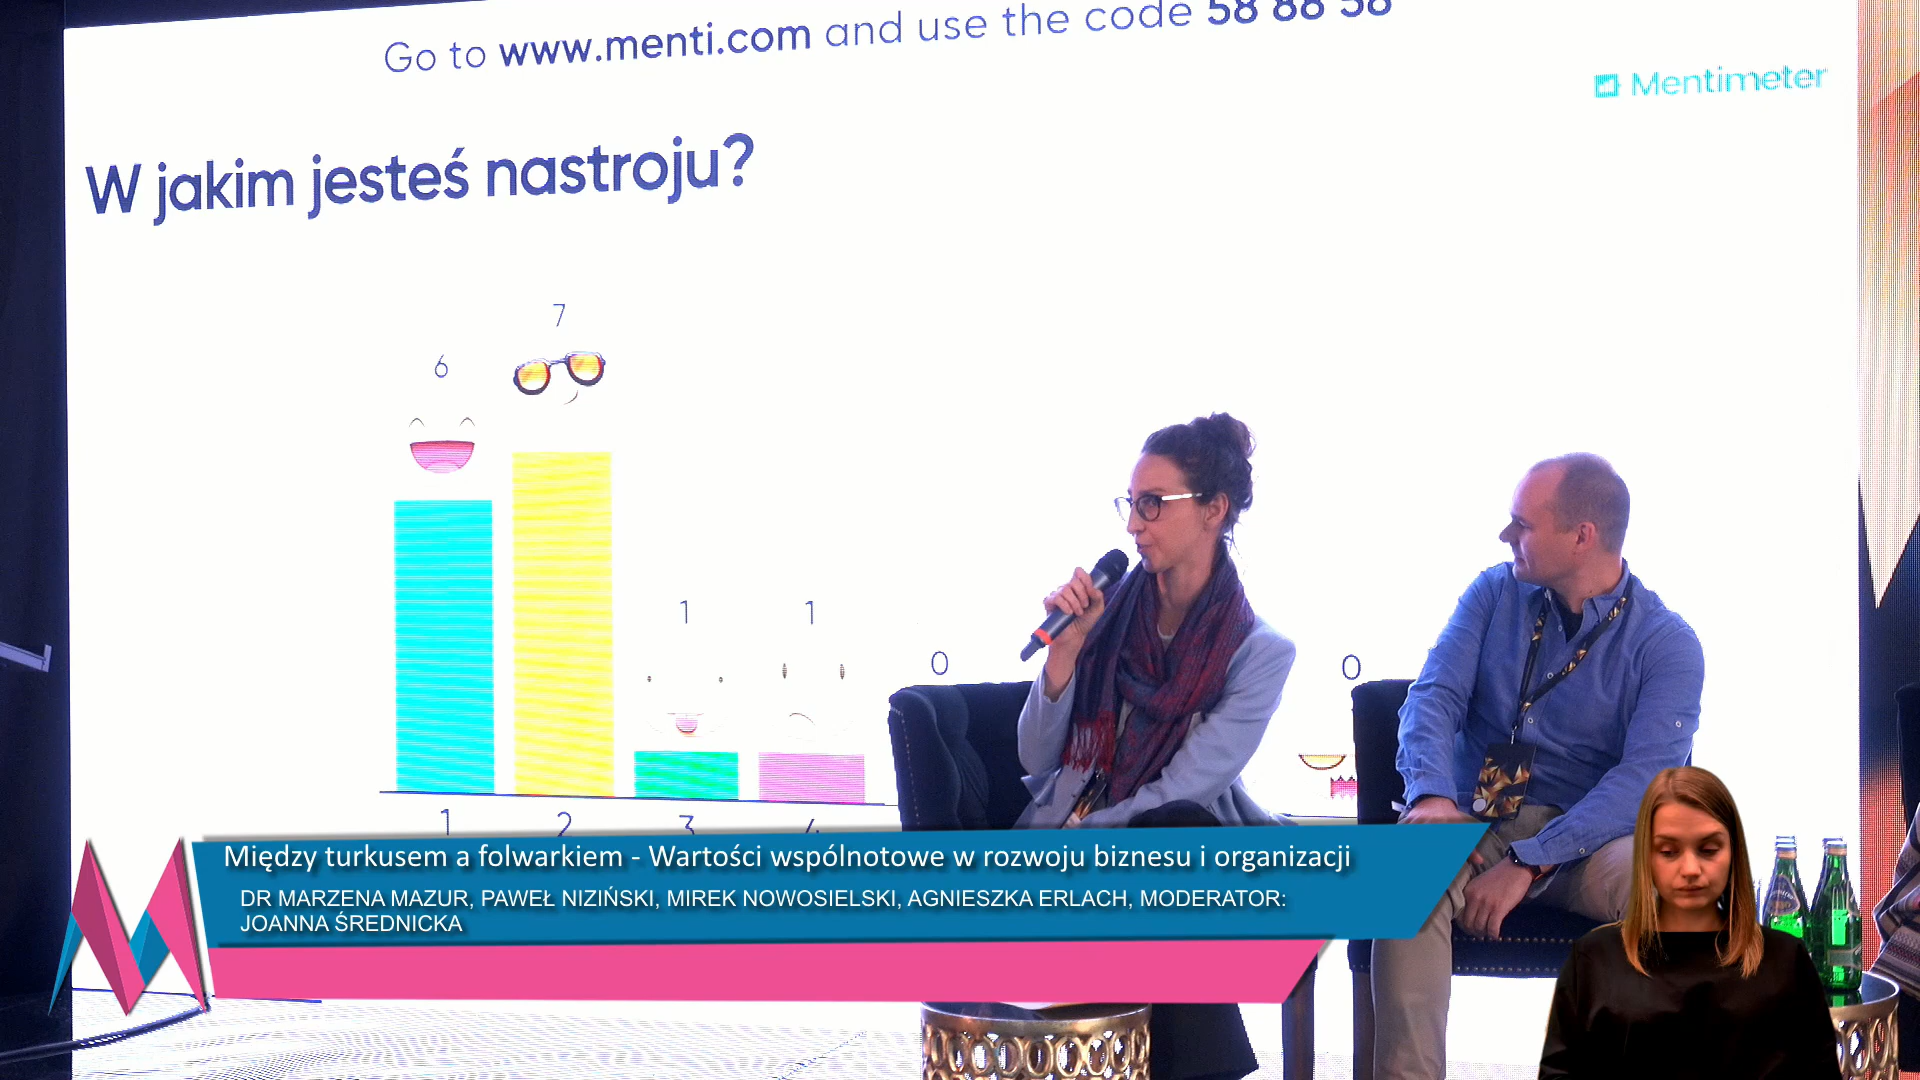 Go to www.menti.com and use the code 58 88 58
Mentimeter
W jakim jesteś nastroju?
7
6
1 1
0 0
1 2 3 4
Między turkusem a folwarkiem - Wartości wspólnotowe w rozwoju biznesu i organizacji
DR MARZENA MAZUR, PAWEŁ NIZIŃSKI, MIREK NOWOSIELSKI, AGNIESZKA ERLACH, MODERATOR:
JOANNA ŚREDNICKA